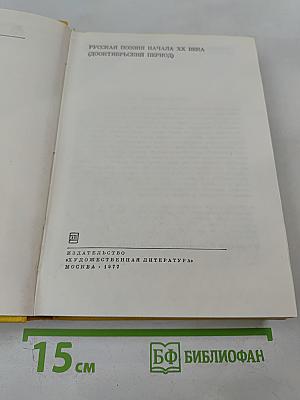 РУССКАЯ ПОЭЗИЯ НАЧАЛА XX ВЕКА
(ДООКТЯБРЬСКИЙ ПЕРИОД)
ИЗДАТЕЛЬСТВО
«ХУДОЖЕСТВЕННАЯ ЛИТЕРАТУРА»
МОСКВА · 1977
15 см
БФ БИБЛИОФАН